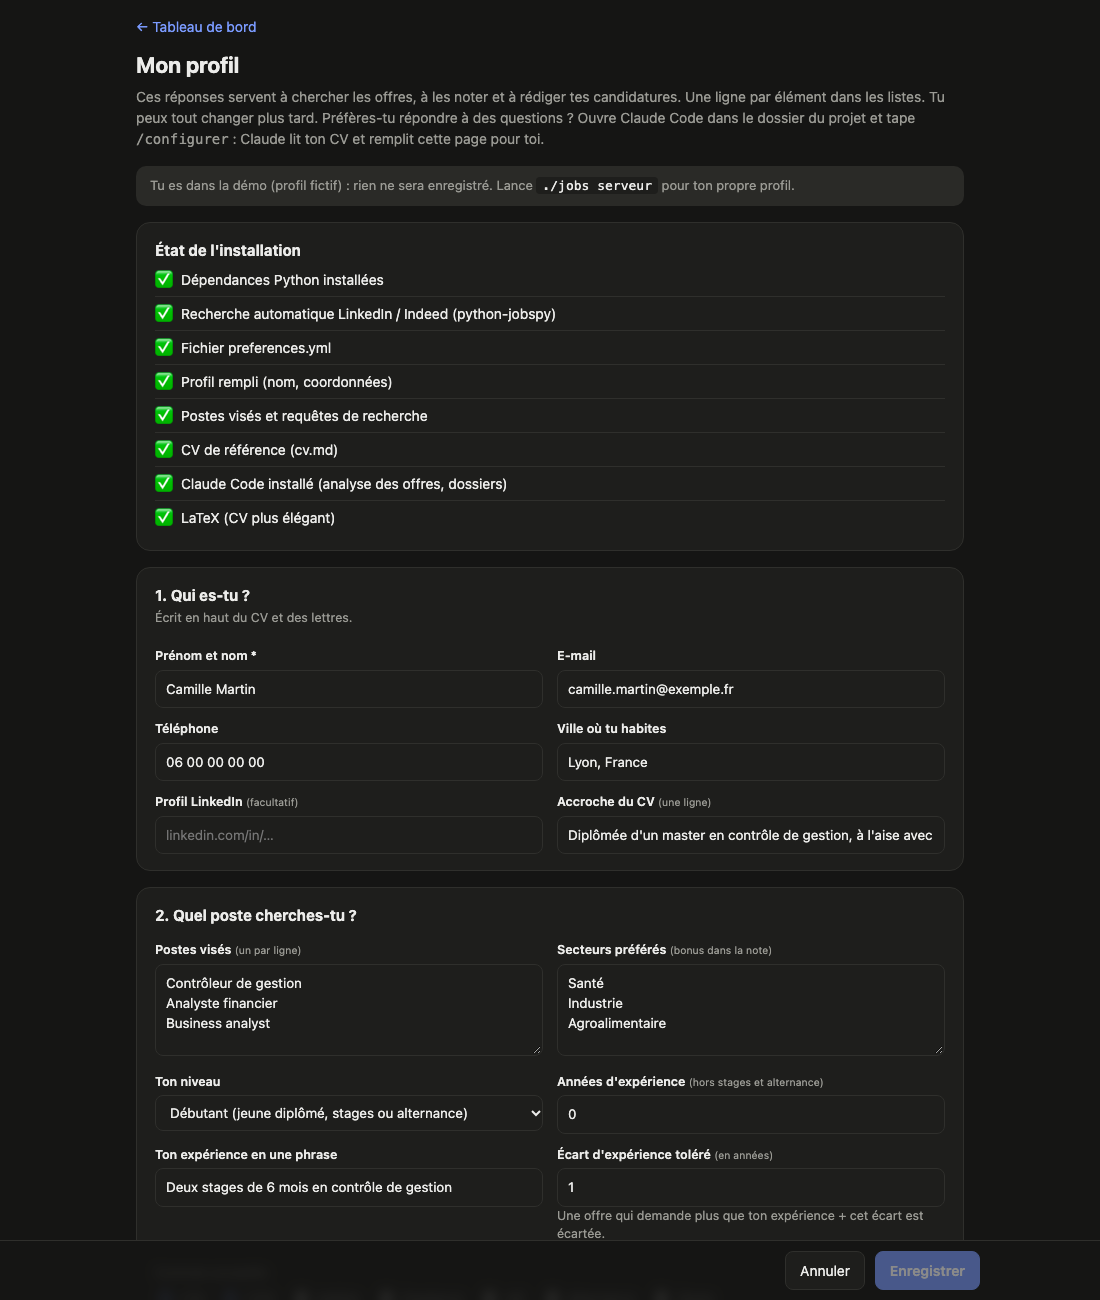 ← Tableau de bord
Mon profil
Ces réponses servent à chercher les offres, à les noter et à rédiger tes candidatures. Une ligne par élément dans les listes. Tu
peux tout changer plus tard. Préfères-tu répondre à des questions ? Ouvre Claude Code dans le dossier du projet et tape
/configurer : Claude lit ton CV et remplit cette page pour toi.
Tu es dans la démo (profil fictif) : rien ne sera enregistré. Lance ./jobs serveur pour ton propre profil.
État de l'installation
Dépendances Python installées
Recherche automatique LinkedIn / Indeed (python-jobspy)
Fichier preferences.yml
Profil rempli (nom, coordonnées)
Postes visés et requêtes de recherche
CV de référence (cv.md)
Claude Code installé (analyse des offres, dossiers)
LaTeX (CV plus élégant)
1. Qui es-tu ?
Écrit en haut du CV et des lettres.
Prénom et nom *
E-mail
Camille Martin
camille.martin@exemple.fr
Téléphone
Ville où tu habites
06 00 00 00 00
Lyon, France
Profil LinkedIn (facultatif)
Accroche du CV (une ligne)
linkedin.com/in/...
Diplômée d'un master en contrôle de gestion, à l'aise avec
2. Quel poste cherches-tu ?
Postes visés (un par ligne)
Secteurs préférés (bonus dans la note)
Contrôleur de gestion
Analyste financier
Business analyst
Santé
Industrie
Agroalimentaire
Ton niveau
Années d'expérience (hors stages et alternance)
Débutant (jeune diplômé, stages ou alternance)
0
Ton expérience en une phrase
Écart d'expérience toléré (en années)
Deux stages de 6 mois en contrôle de gestion
1
Une offre qui demande plus que ton expérience + cet écart est
écartée.
Annuler
Enregistrer